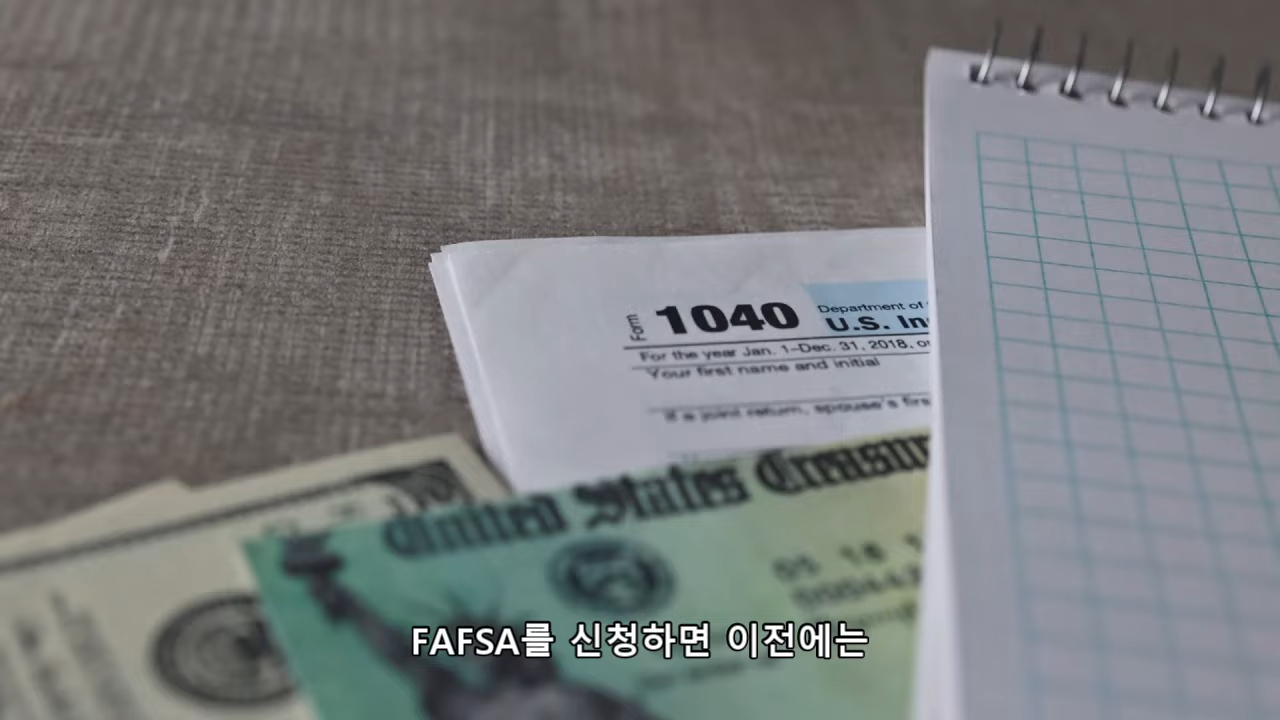 Form 1040
Department of
U.S. In
For the year Jan. 1–Dec. 31, 2018, o
Your first name and initial
If a joint return, spouse's firs
United States Treasur
FAFSA를 신청하면 이전에는